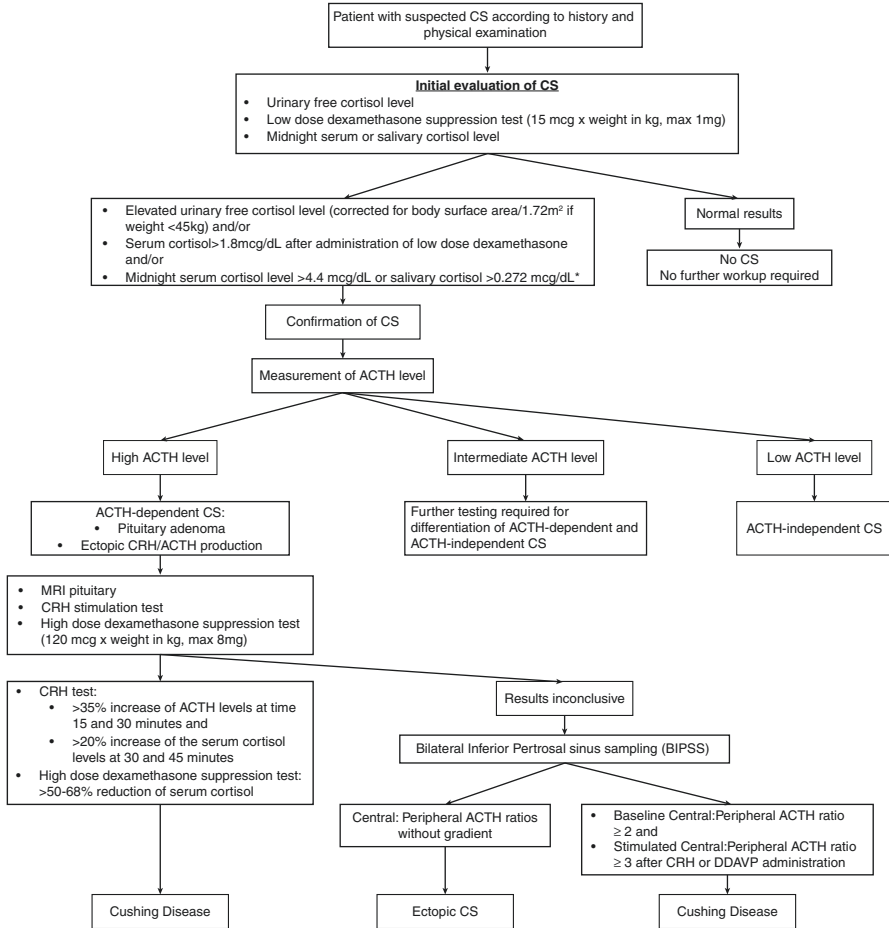 Patient with suspected CS according to history and
physical examination
Initial evaluation of CS
• Urinary free cortisol level
• Low dose dexamethasone suppression test (15 mcg x weight in kg, max 1mg)
• Midnight serum or salivary cortisol level
• Elevated urinary free cortisol level (corrected for body surface area/1.72m² if
weight <45kg) and/or
• Serum cortisol>1.8mcg/dL after administration of low dose dexamethasone
and/or
• Midnight serum cortisol level >4.4 mcg/dL or salivary cortisol >0.272 mcg/dL*
Normal results
No CS
No further workup required
Confirmation of CS
Measurement of ACTH level
High ACTH level
Intermediate ACTH level
Low ACTH level
ACTH-dependent CS:
• Pituitary adenoma
• Ectopic CRH/ACTH production
Further testing required for
differentiation of ACTH-dependent and
ACTH-independent CS
ACTH-independent CS
• MRI pituitary
• CRH stimulation test
• High dose dexamethasone suppression test
(120 mcg x weight in kg, max 8mg)
• CRH test:
• >35% increase of ACTH levels at time
15 and 30 minutes and
• >20% increase of the serum cortisol
levels at 30 and 45 minutes
• High dose dexamethasone suppression test:
>50-68% reduction of serum cortisol
Results inconclusive
Bilateral Inferior Pertrosal sinus sampling (BIPSS)
Central: Peripheral ACTH ratios
without gradient
• Baseline Central:Peripheral ACTH ratio
≥ 2 and
• Stimulated Central:Peripheral ACTH ratio
≥ 3 after CRH or DDAVP administration
Cushing Disease
Ectopic CS
Cushing Disease